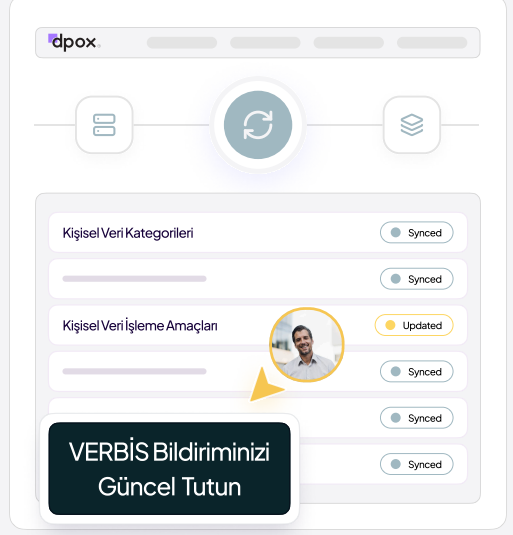 dpox.
Kişisel Veri Kategorileri
Synced
Synced
Kişisel Veri İşleme Amaçları
Updated
Synced
Synced
Synced
VERBİS Bildiriminizi
Güncel Tutun